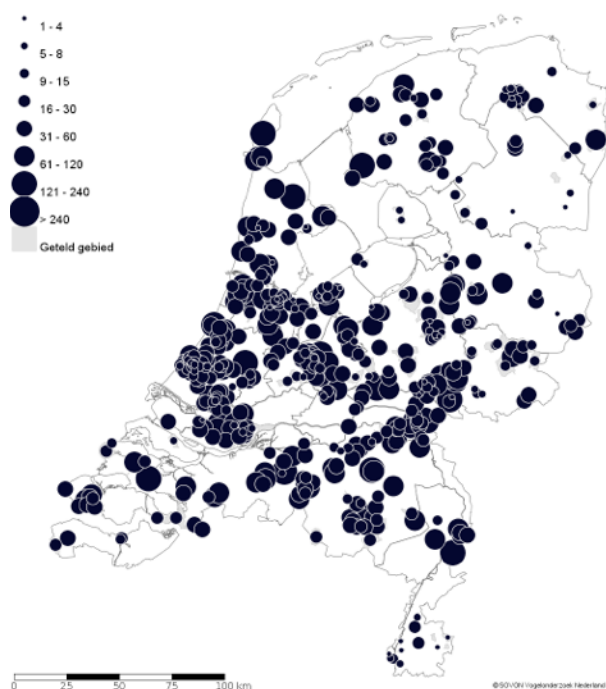 1 - 4
5 - 8
9 - 15
16 - 30
31 - 60
61 - 120
121 - 240
> 240
Geteld gebied
0 25 50 75 100 km
©SOVON Vogelonderzoek Nederland